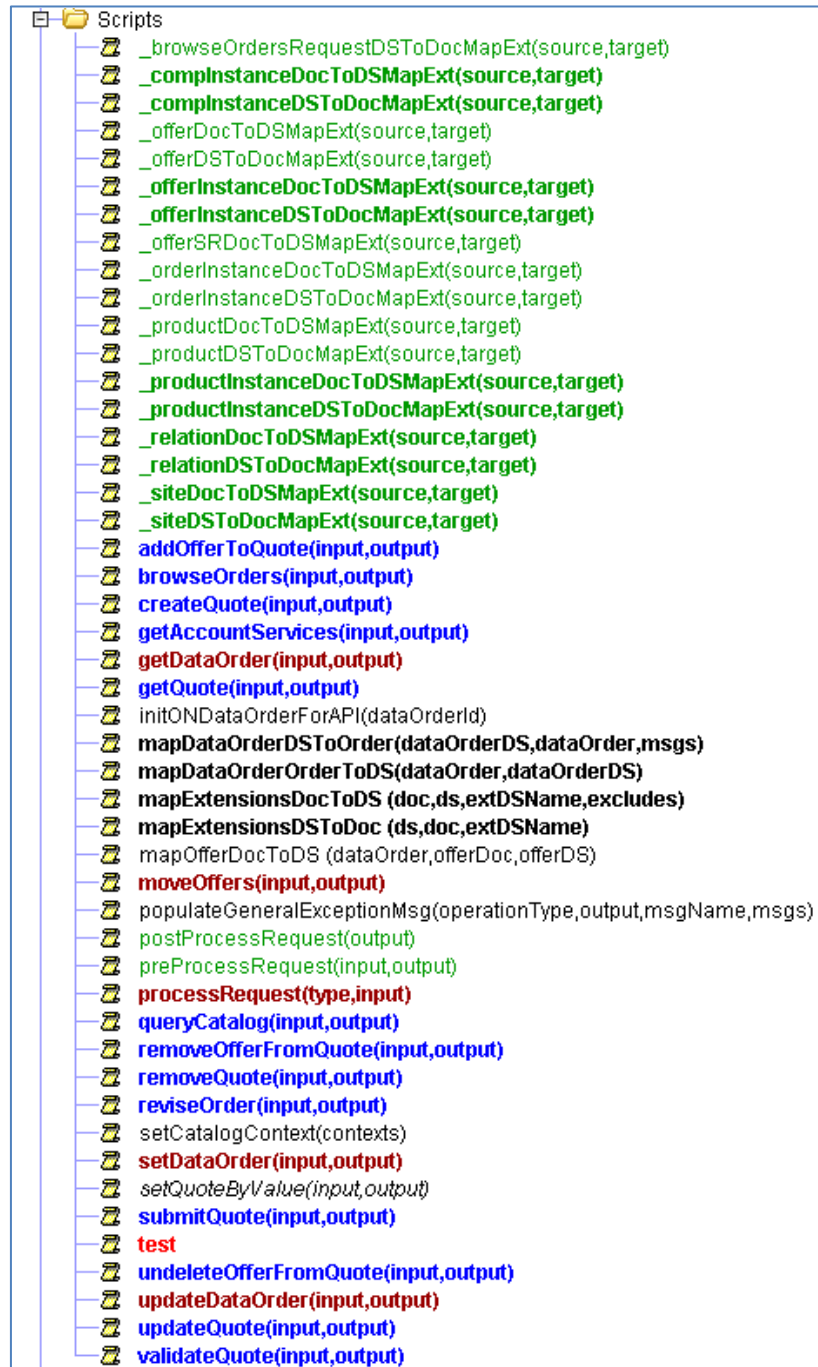 Scripts
_browseOrdersRequestDSToDocMapExt(source,target)
_compInstanceDocToDSMapExt(source,target)
_compInstanceDSToDocMapExt(source,target)
_offerDocToDSMapExt(source,target)
_offerDSToDocMapExt(source,target)
_offerInstanceDocToDSMapExt(source,target)
_offerInstanceDSToDocMapExt(source,target)
_offerSRDocToDSMapExt(source,target)
_orderInstanceDocToDSMapExt(source,target)
_orderInstanceDSToDocMapExt(source,target)
_productDocToDSMapExt(source,target)
_productDSToDocMapExt(source,target)
_productInstanceDocToDSMapExt(source,target)
_productInstanceDSToDocMapExt(source,target)
_relationDocToDSMapExt(source,target)
_relationDSToDocMapExt(source,target)
_siteDocToDSMapExt(source,target)
_siteDSToDocMapExt(source,target)
addOfferToQuote(input,output)
browseOrders(input,output)
createQuote(input,output)
getAccountServices(input,output)
getDataOrder(input,output)
getQuote(input,output)
initONDataOrderForAPI(dataOrderId)
mapDataOrderDSToOrder(dataOrderDS,dataOrder,msgs)
mapDataOrderOrderToDS(dataOrder,dataOrderDS)
mapExtensionsDocToDS (doc,ds,extDSName,excludes)
mapExtensionsDSToDoc (ds,doc,extDSName)
mapOfferDocToDS (dataOrder,offerDoc,offerDS)
moveOffers(input,output)
populateGeneralExceptionMsg(operationType,output,msgName,msgs)
postProcessRequest(output)
preProcessRequest(input,output)
processRequest(type,input)
queryCatalog(input,output)
removeOfferFromQuote(input,output)
removeQuote(input,output)
reviseOrder(input,output)
setCatalogContext(contexts)
setDataOrder(input,output)
setQuoteByValue(input,output)
submitQuote(input,output)
test
undeleteOfferFromQuote(input,output)
updateDataOrder(input,output)
updateQuote(input,output)
validateQuote(input,output)